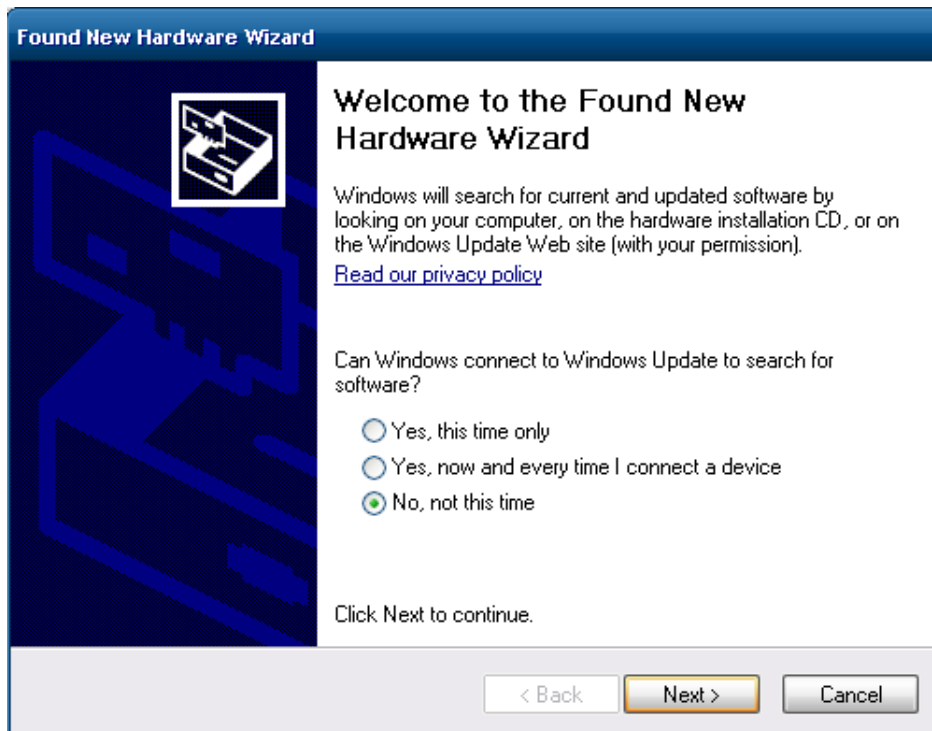 Found New Hardware Wizard
Welcome to the Found New
Hardware Wizard
Windows will search for current and updated software by
looking on your computer, on the hardware installation CD, or on
the Windows Update Web site (with your permission).
Read our privacy policy
Can Windows connect to Windows Update to search for
software?
Yes, this time only
Yes, now and every time I connect a device
No, not this time
Click Next to continue.
< Back
Next >
Cancel